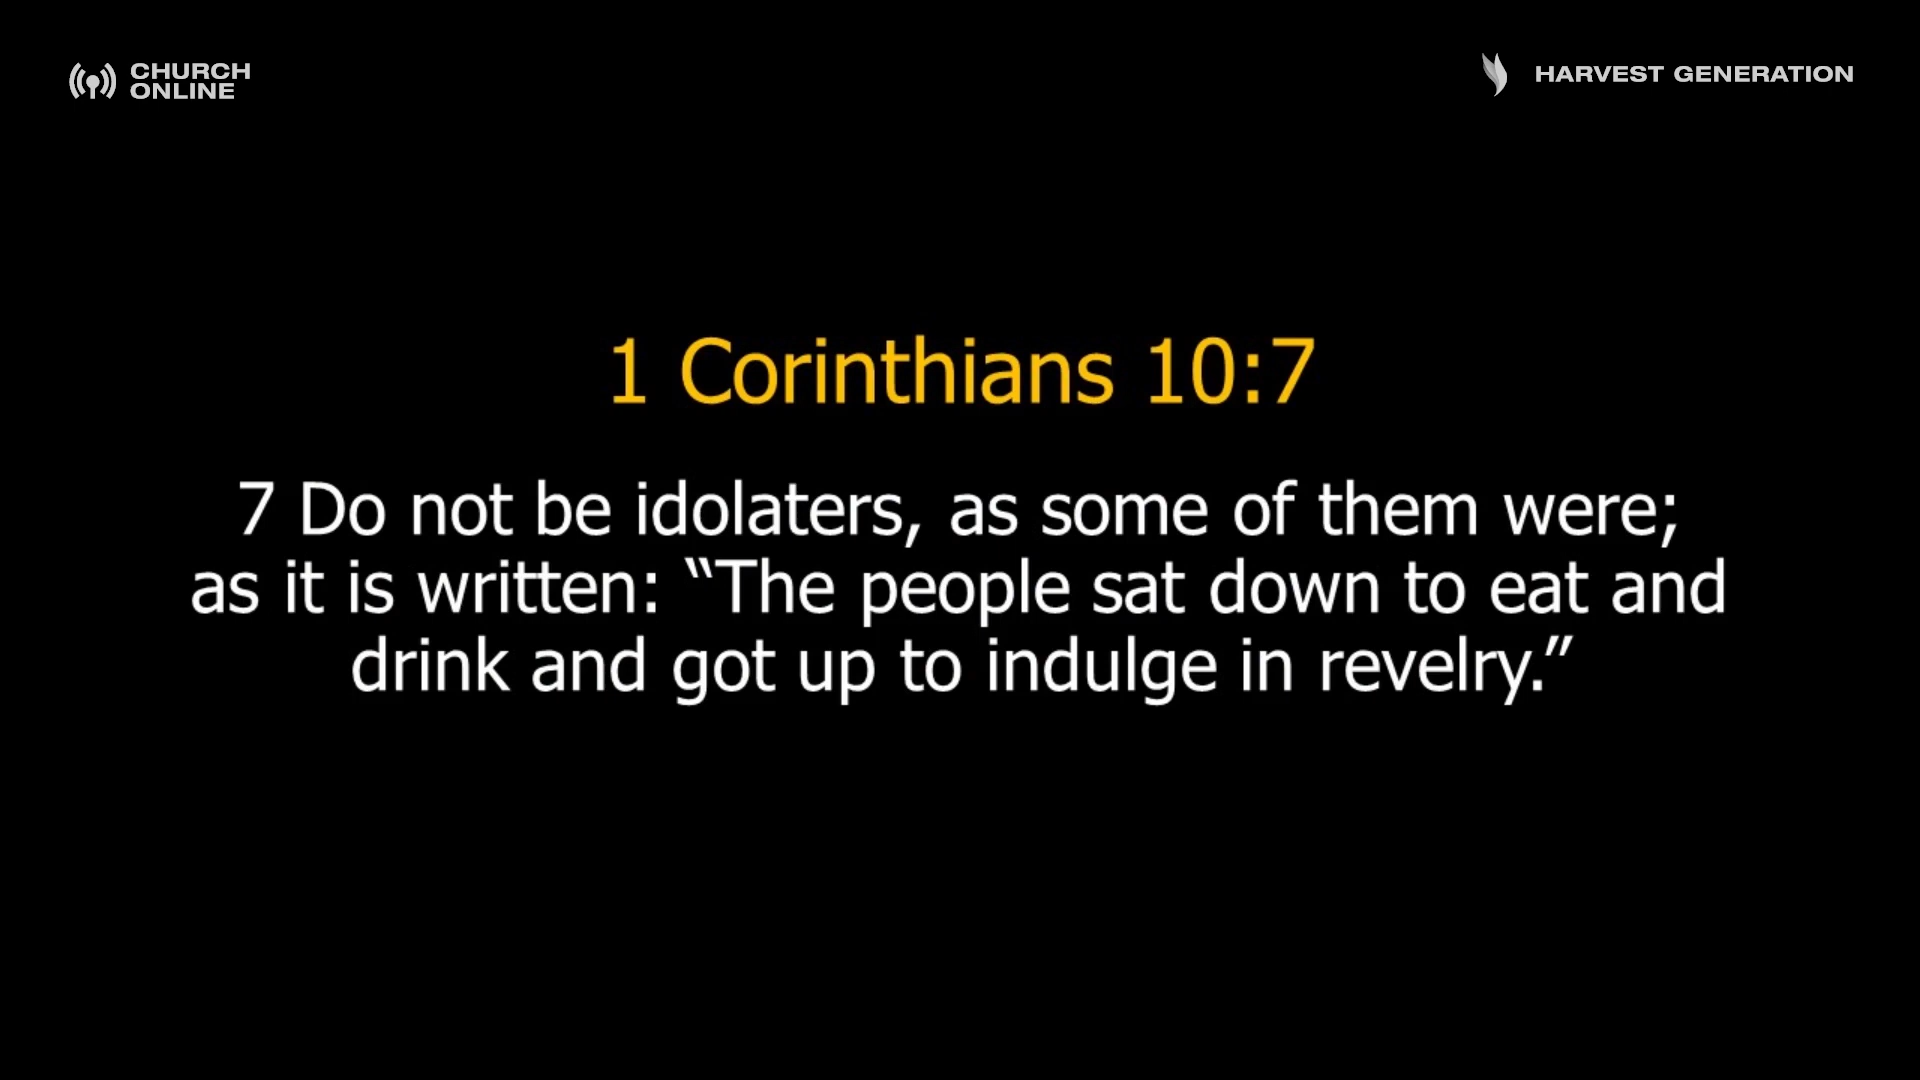 CHURCH
ONLINE
HARVEST GENERATION
1 Corinthians 10:7
7 Do not be idolaters, as some of them were;
as it is written: “The people sat down to eat and
drink and got up to indulge in revelry.”